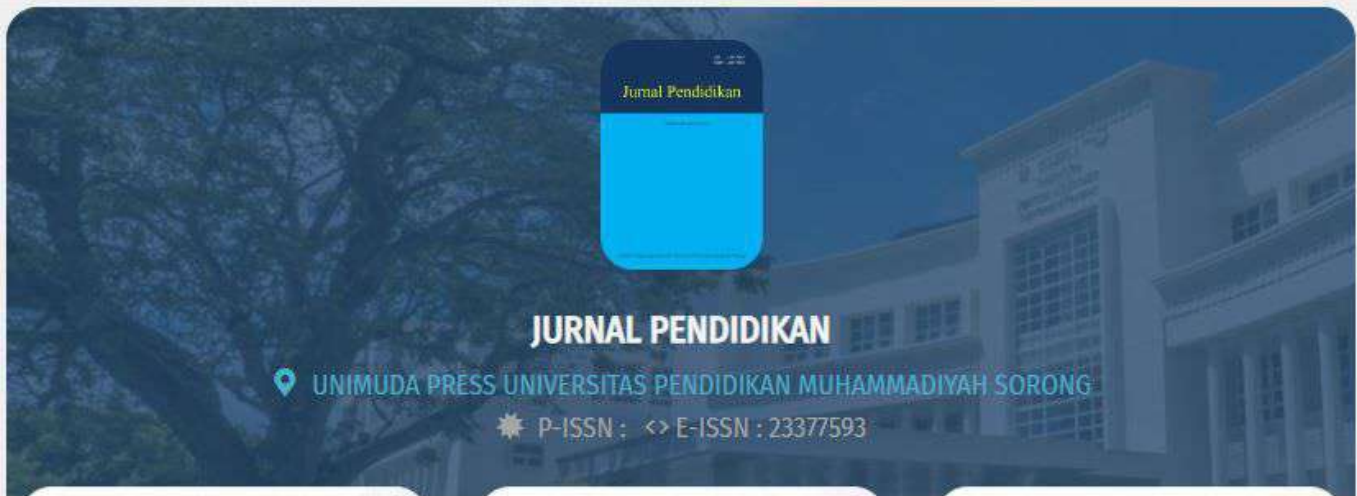 Jurnal Pendidikan
JURNAL PENDIDIKAN
UNIMUDA PRESS UNIVERSITAS PENDIDIKAN MUHAMMADIYAH SORONG
P-ISSN : <> E-ISSN : 23377593